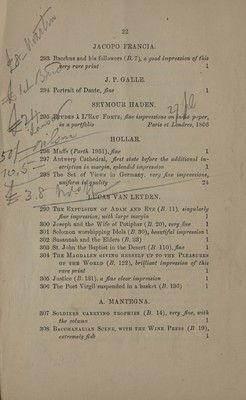 22
JACOPO FRANCIA.
293 Bacchus and his followers (B. 7), a good impression of this
very rare print 1
J. P. GALLE.
294 Portrait of Dante, fine 1
SEYMOUR HADEN.
295 Etudes à l'Eau Forte, fine impressions on paper,
in a portfolio Paris et Londres, 1866
HOLLAR.
296 Muffs (Parth 1951), fine 1
297 Antwerp Cathedral, first state before the additional in-
scription in margin, splendid impression 1
298 The Set of Views in Germany, very fine impressions,
uniform in quality 24
LUCAS VAN LEYDEN.
299 The Expulsion of Adam and Eve (B. 11), singularly
fine impression, with large margin 1
300 Joseph and the Wife of Potiphar (B. 20), very fine 1
301 Solomon worshipping Idols (B. 30), beautiful impression 1
302 Susannah and the Elders (B. 33) 1
303 St. John the Baptist in the Desert (B. 110), fine 1
304 The Magdalen giving herself up to the Pleasures
of the World (B. 122), brilliant impression of this
rare print 1
305 Justice (B. 131), a fine clear impression 1
306 The Poet Virgil suspended in a basket (B. 136) 1
A. MANTEGNA.
307 Soldiers carrying trophies (B. 14), very fine, with
the column 1
308 Bacchanalian Scene, with the Wine Press (B. 19),
extremely fine 1